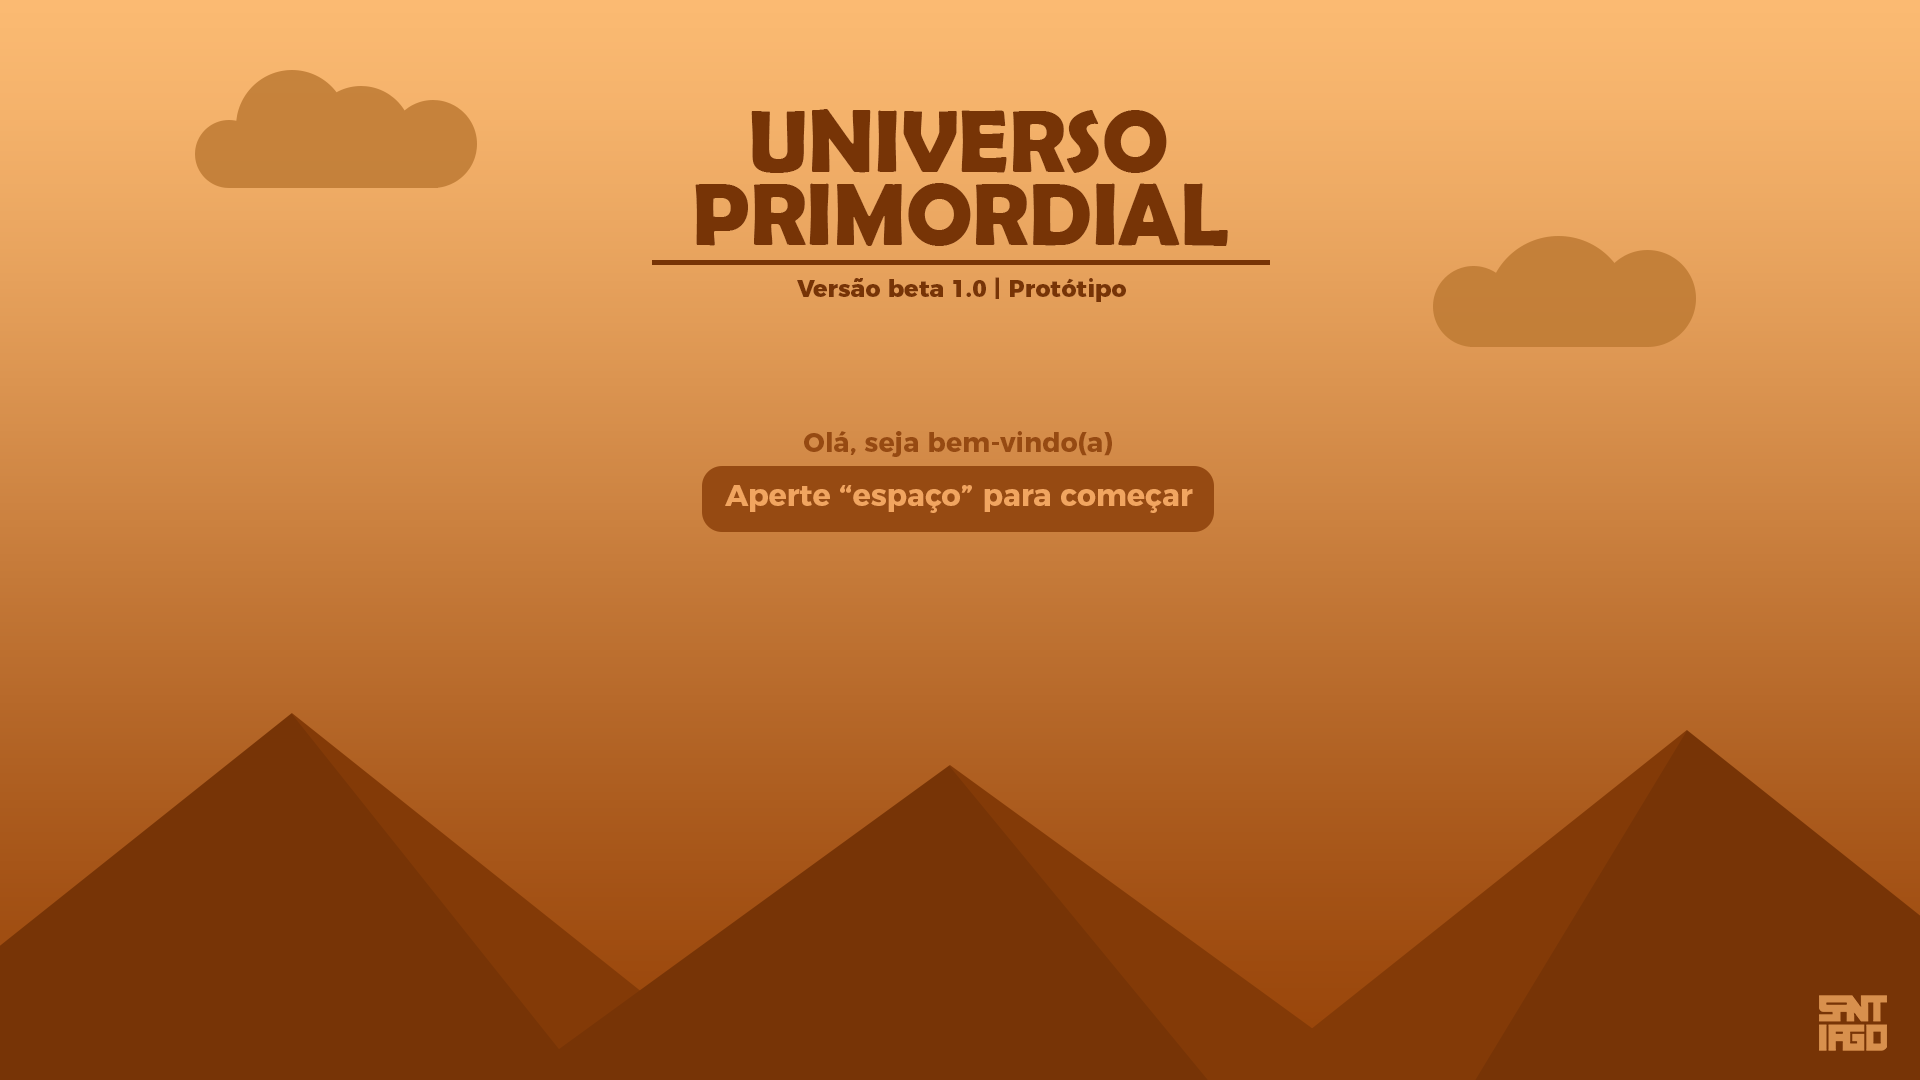 UNIVERSO
PRIMORDIAL
Versão beta 1.0 | Protótipo
Olá, seja bem-vindo(a)
Aperte “espaço” para começar
SANT
IAGO